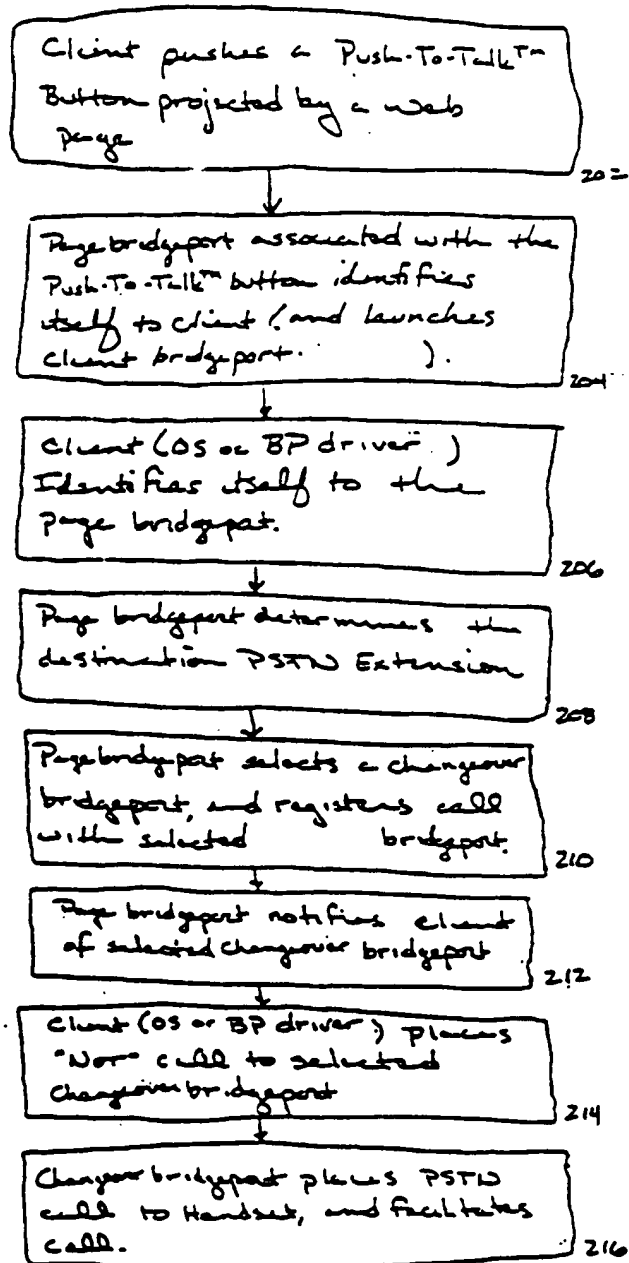 Client pushes a Push-To-Talk™
Button projected by a web
page
202
Page bridgeport associated with the
Push-To-Talk™ button identifies
itself to client (and launches
client bridgeport. ).
204
Client (OS or BP driver )
Identifies itself to the
Page bridgeport.
206
Page bridgeport determines the
destination PSTN Extension
208
Page bridgeport selects a changeover
bridgeport, and registers call
with selected bridgeport.
210
Page bridgeport notifies client
of selected changeover bridgeport
212
Client (OS or BP driver ) places
"Net" call to selected
Changeover bridgeport
214
Changeover bridgeport places PSTN
call to Handset, and facilitates
call.
216